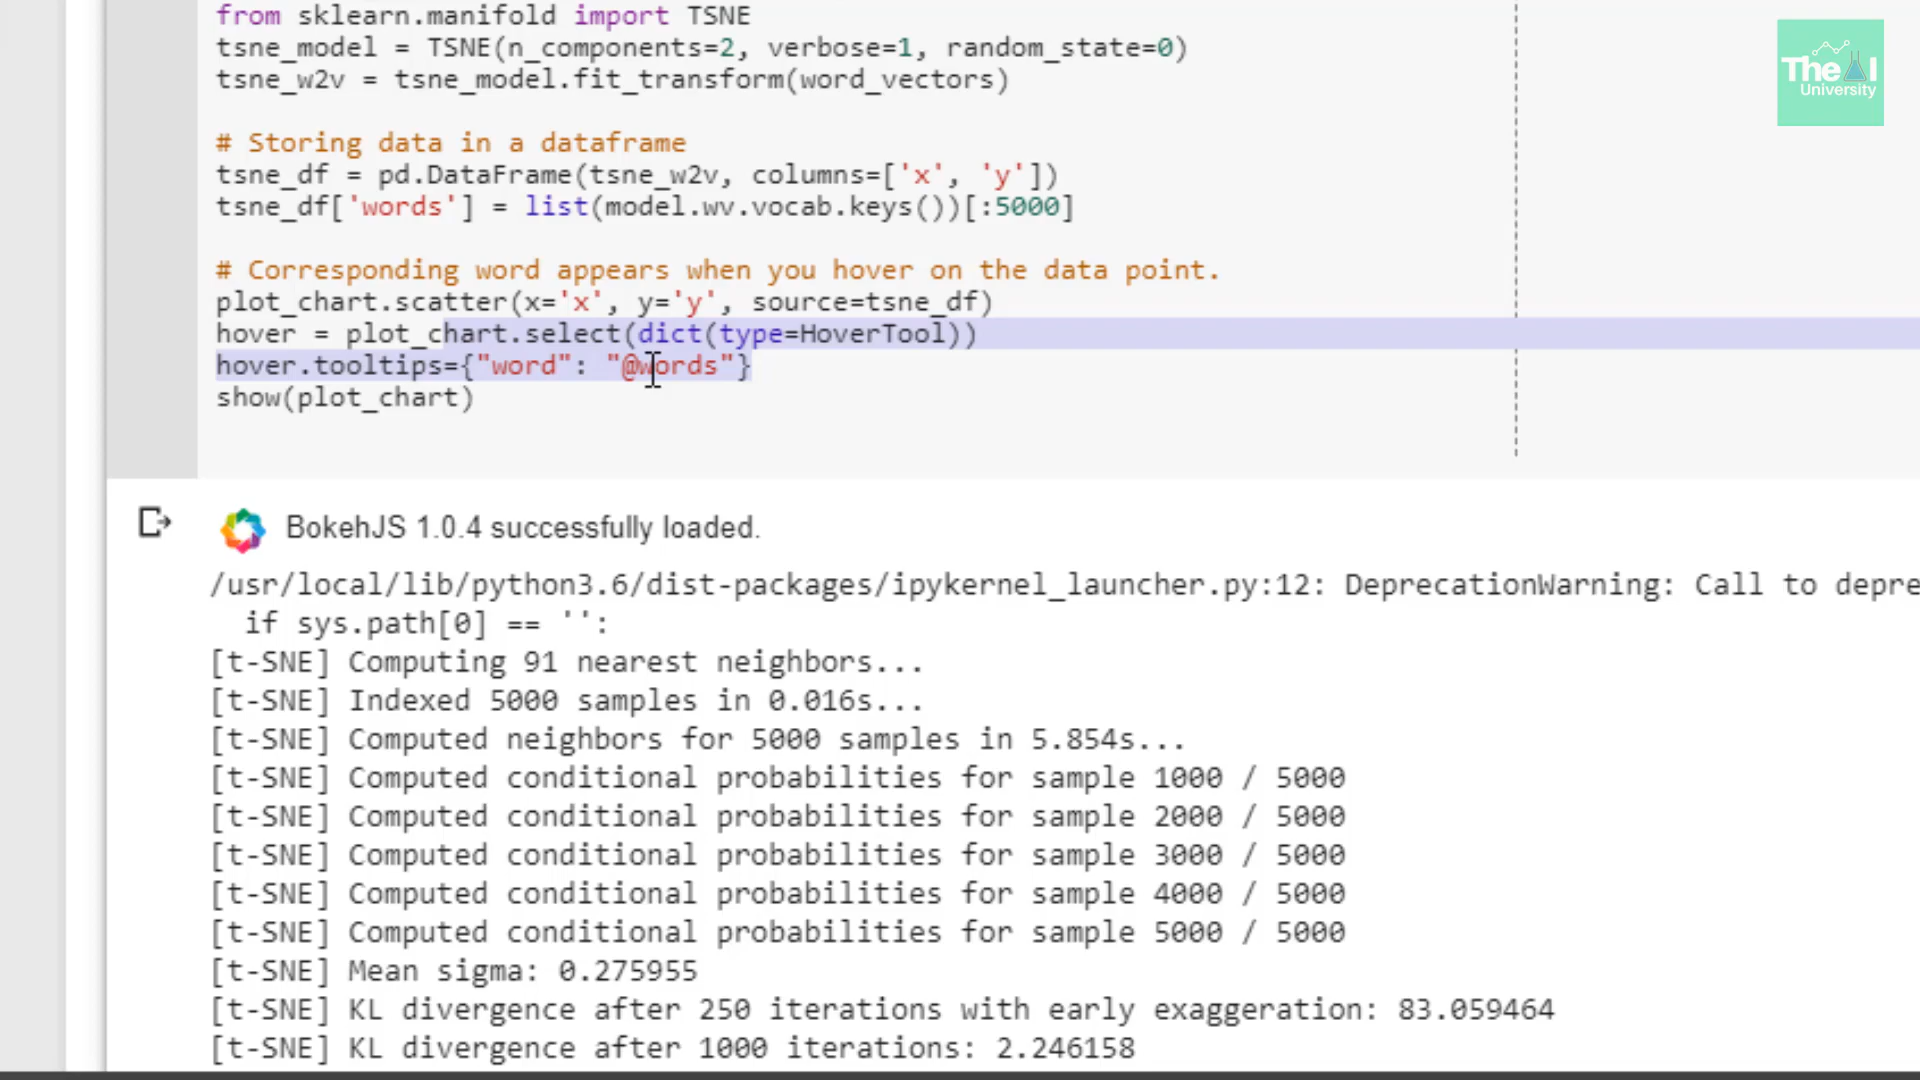 from sklearn.manifold import TSNE
tsne_model = TSNE(n_components=2, verbose=1, random_state=0)
tsne_w2v = tsne_model.fit_transform(word_vectors)
# Storing data in a dataframe
tsne_df = pd.DataFrame(tsne_w2v, columns=['x', 'y'])
tsne_df['words'] = list(model.wv.vocab.keys())[:5000]
# Corresponding word appears when you hover on the data point.
plot_chart.scatter(x='x', y='y', source=tsne_df)
hover = plot_chart.select(dict(type=HoverTool))
hover.tooltips={"word": "@words"}
show(plot_chart)
The AI
University
BokehJS 1.0.4 successfully loaded.
/usr/local/lib/python3.6/dist-packages/ipykernel_launcher.py:12: DeprecationWarning: Call to depre
if sys.path[0] == '':
[t-SNE] Computing 91 nearest neighbors...
[t-SNE] Indexed 5000 samples in 0.016s...
[t-SNE] Computed neighbors for 5000 samples in 5.854s...
[t-SNE] Computed conditional probabilities for sample 1000 / 5000
[t-SNE] Computed conditional probabilities for sample 2000 / 5000
[t-SNE] Computed conditional probabilities for sample 3000 / 5000
[t-SNE] Computed conditional probabilities for sample 4000 / 5000
[t-SNE] Computed conditional probabilities for sample 5000 / 5000
[t-SNE] Mean sigma: 0.275955
[t-SNE] KL divergence after 250 iterations with early exaggeration: 83.059464
[t-SNE] KL divergence after 1000 iterations: 2.246158